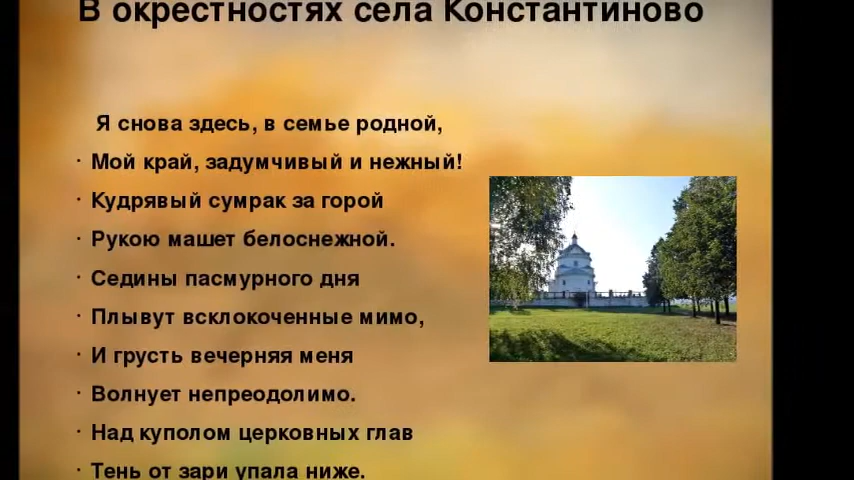 В окрестностях села Константиново
Я снова здесь, в семье родной,
· Мой край, задумчивый и нежный!
· Кудрявый сумрак за горой
· Рукою машет белоснежной.
· Седины пасмурного дня
· Плывут всклокоченные мимо,
· И грусть вечерняя меня
· Волнует непреодолимо.
· Над куполом церковных глав
· Тень от зари упала ниже.